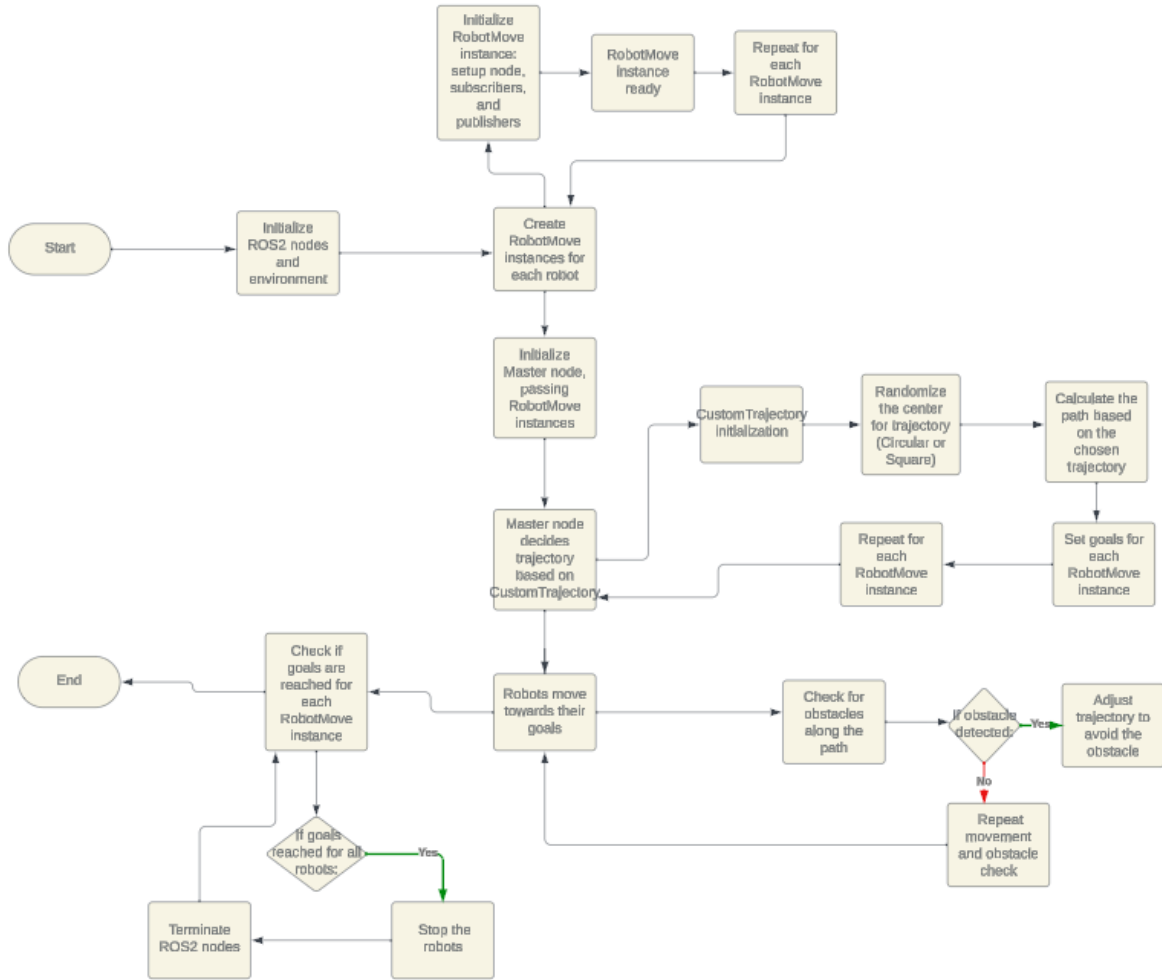 Initialize
RobotMove
instance:
setup node,
subscribers,
and
publishers
RobotMove
instance
ready
Repeat for
each
RobotMove
instance
Start
Initialize
ROS2 nodes
and
environment
Create
RobotMove
instances for
each robot
Initialize
Master node,
passing
RobotMove
instances
CustomTrajectory
initialization
Randomize
the center
for trajectory
(Circular or
Square)
Calculate the
path based
on the
chosen
trajectory
Master node
decides
trajectory
based on
CustomTrajectory
Repeat for
each
RobotMove
instance
Set goals for
each
RobotMove
instance
End
Check if
goals are
reached for
each
RobotMove
instance
Robots move
towards their
goals
Check for
obstacles
along the
path
If obstacle
detected:
Yes
Adjust
trajectory to
avoid the
obstacle
No
Repeat
movement
and obstacle
check
If goals
reached for all
robots:
Yes
Terminate
ROS2 nodes
Stop the
robots